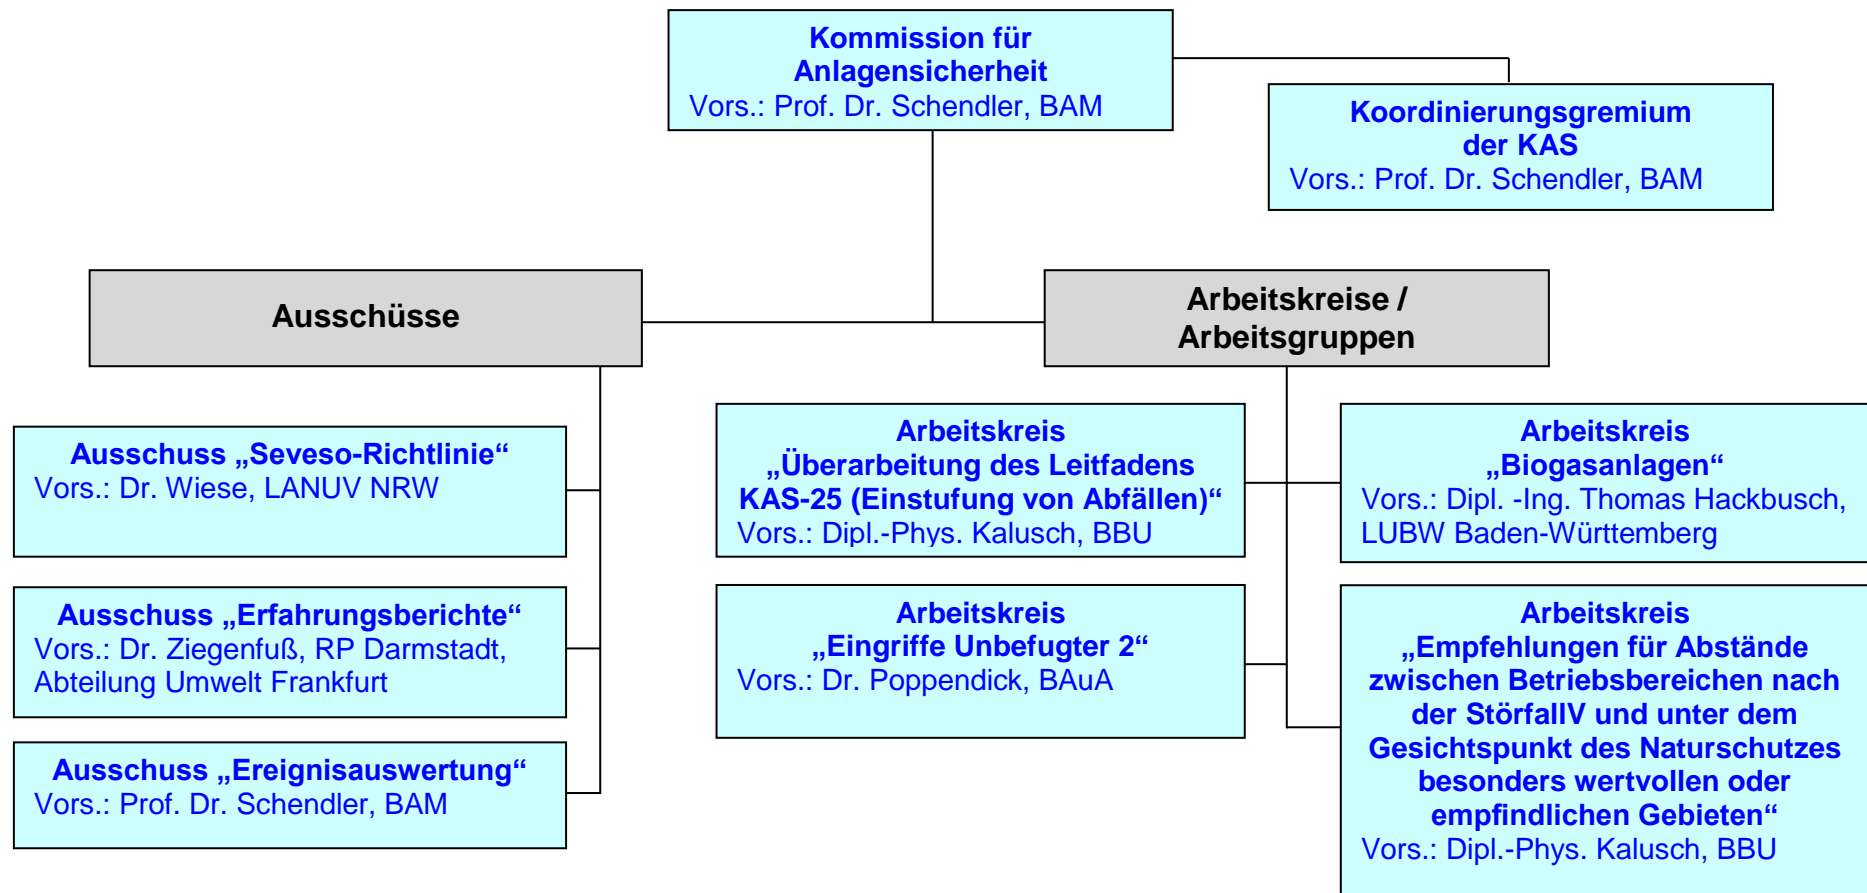 Kommission für
Anlagensicherheit
Vors.: Prof. Dr. Schendler, BAM
Koordinierungsgremium
der KAS
Vors.: Prof. Dr. Schendler, BAM
Ausschüsse
Arbeitskreise /
Arbeitsgruppen
Ausschuss „Seveso-Richtlinie“
Vors.: Dr. Wiese, LANUV NRW
Ausschuss „Erfahrungsberichte“
Vors.: Dr. Ziegenfuß, RP Darmstadt,
Abteilung Umwelt Frankfurt
Ausschuss „Ereignisauswertung“
Vors.: Prof. Dr. Schendler, BAM
Arbeitskreis
„Überarbeitung des Leitfadens
KAS-25 (Einstufung von Abfällen)“
Vors.: Dipl.-Phys. Kalusch, BBU
Arbeitskreis
„Biogasanlagen“
Vors.: Dipl. -Ing. Thomas Hackbusch,
LUBW Baden-Württemberg
Arbeitskreis
„Eingriffe Unbefugter 2“
Vors.: Dr. Poppendick, BAuA
Arbeitskreis
„Empfehlungen für Abstände
zwischen Betriebsbereichen nach
der StörfallV und unter dem
Gesichtspunkt des Naturschutzes
besonders wertvollen oder
empfindlichen Gebieten“
Vors.: Dipl.-Phys. Kalusch, BBU